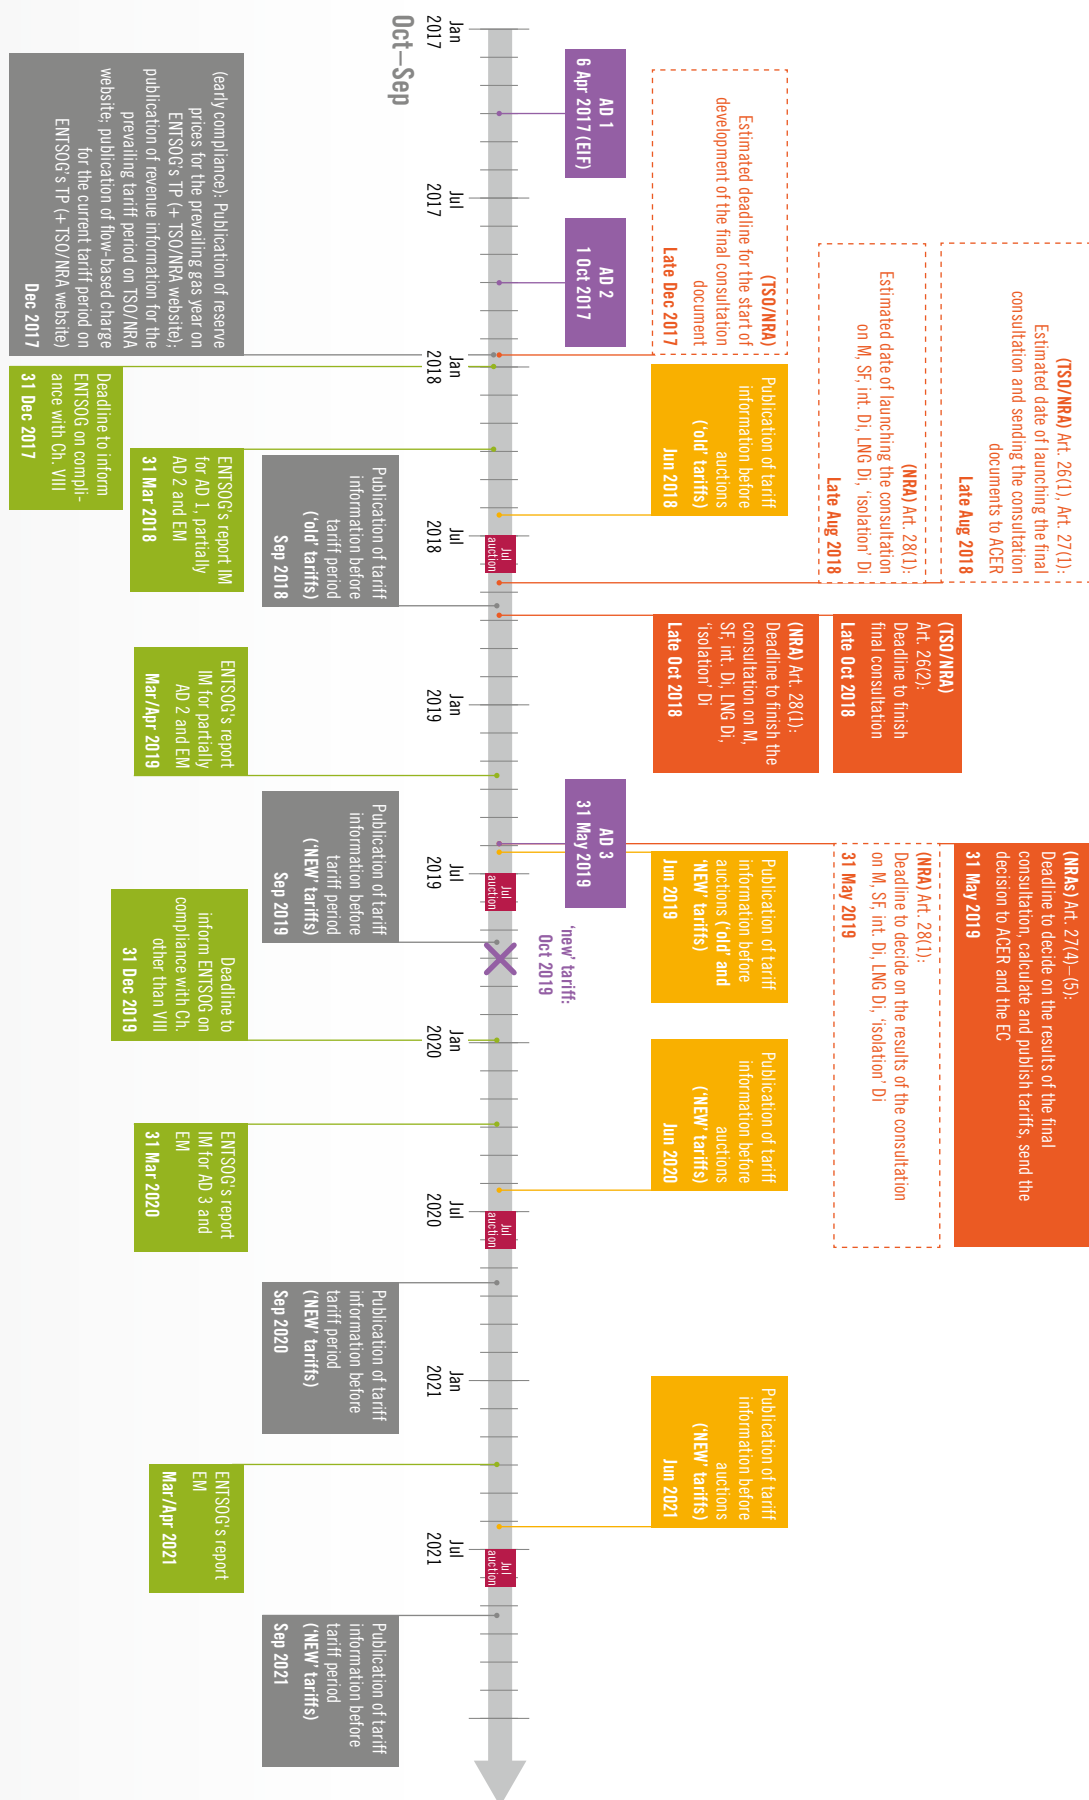 (TSO/NRA) Art. 26(1), Art. 27(1):
Estimated date of launching the final
consultation and sending the consultation
documents to ACER
Late Aug 2018
(NRA) Art. 28(1):
Estimated date of launching the consultation
on M, SF, int. Di, LNG Di, 'isolation' Di
Late Aug 2018
(TSO/NRA)
Estimated deadline for the start of
development of the final consultation
document
Late Dec 2017
(NRAs) Art. 27(4)–(5):
Deadline to decide on the results of the final
consultation, calculate and publish tariffs, send the
decision to ACER and the EC
31 May 2019
(NRA) Art. 28(1):
Deadline to decide on the results of the consultation
on M, SF, int. Di, LNG Di, 'isolation' Di
31 May 2019
(TSO/NRA)
Art. 26(2):
Deadline to finish
final consultation
Late Oct 2018
(NRA) Art. 28(1):
Deadline to finish the
consultation on M,
SF, int. Di, LNG Di,
'isolation' Di
Late Oct 2018
Publication of tariff
information before
auctions
('old' tariffs)
Jun 2018
Publication of tariff
information before
auctions ('old' and
'NEW' tariffs)
Jun 2019
Publication of tariff
information before
auctions
('NEW' tariffs)
Jun 2020
Publication of tariff
information before
auctions
('NEW' tariffs)
Jun 2021
AD 1
6 Apr 2017 (EIF)
AD 2
1 Oct 2017
AD 3
31 May 2019
'new' tariff:
Oct 2019
Jul
auction
Jul
auction
Jul
auction
Jul
auction
Jan
2017
Jul
2017
Jan
2018
Jul
2018
Jan
2019
Jul
2019
Jan
2020
Jul
2020
Jan
2021
Jul
2021
Oct–Sep
Publication of tariff
information before
tariff period
('old' tariffs)
Sep 2018
Publication of tariff
information before
tariff period
('NEW' tariffs)
Sep 2019
Publication of tariff
information before
tariff period
('NEW' tariffs)
Sep 2020
Publication of tariff
information before
tariff period
('NEW' tariffs)
Sep 2021
(early compliance): Publication of reserve
prices for the prevailing gas year on
ENTSOG's TP (+ TSO/NRA website);
publication of revenue information for the
prevailing tariff period on TSO/NRA
website; publication of flow-based charge
for the current tariff period on
ENTSOG's TP (+ TSO/NRA website)
Dec 2017
Deadline to inform
ENTSOG on compli-
ance with Ch. VIII
31 Dec 2017
ENTSOG's report IM
for AD 1, partially
AD 2 and EM
31 Mar 2018
ENTSOG's report
IM for partially
AD 2 and EM
Mar/Apr 2019
Deadline to
inform ENTSOG on
compliance with Ch.
other than VIII
31 Dec 2019
ENTSOG's report
IM for AD 3 and
EM
31 Mar 2020
ENTSOG's report
EM
Mar/Apr 2021